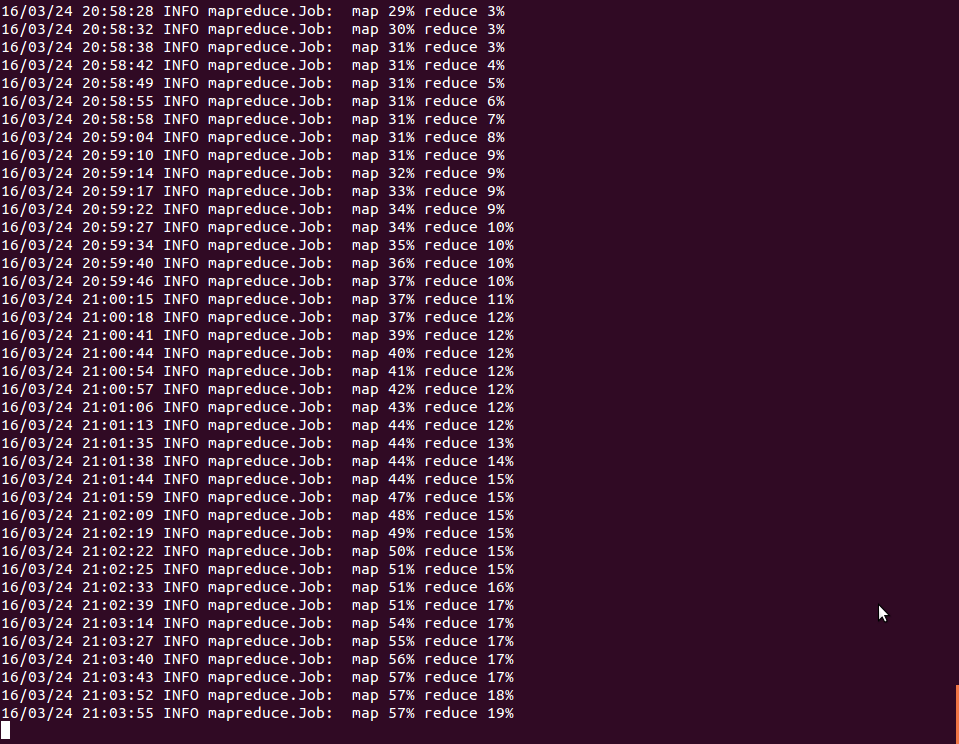 16/03/24 20:58:28 INFO mapreduce.Job:  map 29% reduce 3%
16/03/24 20:58:32 INFO mapreduce.Job:  map 30% reduce 3%
16/03/24 20:58:38 INFO mapreduce.Job:  map 31% reduce 3%
16/03/24 20:58:42 INFO mapreduce.Job:  map 31% reduce 4%
16/03/24 20:58:49 INFO mapreduce.Job:  map 31% reduce 5%
16/03/24 20:58:55 INFO mapreduce.Job:  map 31% reduce 6%
16/03/24 20:58:58 INFO mapreduce.Job:  map 31% reduce 7%
16/03/24 20:59:04 INFO mapreduce.Job:  map 31% reduce 8%
16/03/24 20:59:10 INFO mapreduce.Job:  map 31% reduce 9%
16/03/24 20:59:14 INFO mapreduce.Job:  map 32% reduce 9%
16/03/24 20:59:17 INFO mapreduce.Job:  map 33% reduce 9%
16/03/24 20:59:22 INFO mapreduce.Job:  map 34% reduce 9%
16/03/24 20:59:27 INFO mapreduce.Job:  map 34% reduce 10%
16/03/24 20:59:34 INFO mapreduce.Job:  map 35% reduce 10%
16/03/24 20:59:40 INFO mapreduce.Job:  map 36% reduce 10%
16/03/24 20:59:46 INFO mapreduce.Job:  map 37% reduce 10%
16/03/24 21:00:15 INFO mapreduce.Job:  map 37% reduce 11%
16/03/24 21:00:18 INFO mapreduce.Job:  map 37% reduce 12%
16/03/24 21:00:41 INFO mapreduce.Job:  map 39% reduce 12%
16/03/24 21:00:44 INFO mapreduce.Job:  map 40% reduce 12%
16/03/24 21:00:54 INFO mapreduce.Job:  map 41% reduce 12%
16/03/24 21:00:57 INFO mapreduce.Job:  map 42% reduce 12%
16/03/24 21:01:06 INFO mapreduce.Job:  map 43% reduce 12%
16/03/24 21:01:13 INFO mapreduce.Job:  map 44% reduce 12%
16/03/24 21:01:35 INFO mapreduce.Job:  map 44% reduce 13%
16/03/24 21:01:38 INFO mapreduce.Job:  map 44% reduce 14%
16/03/24 21:01:44 INFO mapreduce.Job:  map 44% reduce 15%
16/03/24 21:01:59 INFO mapreduce.Job:  map 47% reduce 15%
16/03/24 21:02:09 INFO mapreduce.Job:  map 48% reduce 15%
16/03/24 21:02:19 INFO mapreduce.Job:  map 49% reduce 15%
16/03/24 21:02:22 INFO mapreduce.Job:  map 50% reduce 15%
16/03/24 21:02:25 INFO mapreduce.Job:  map 51% reduce 15%
16/03/24 21:02:33 INFO mapreduce.Job:  map 51% reduce 16%
16/03/24 21:02:39 INFO mapreduce.Job:  map 51% reduce 17%
16/03/24 21:03:14 INFO mapreduce.Job:  map 54% reduce 17%
16/03/24 21:03:27 INFO mapreduce.Job:  map 55% reduce 17%
16/03/24 21:03:40 INFO mapreduce.Job:  map 56% reduce 17%
16/03/24 21:03:43 INFO mapreduce.Job:  map 57% reduce 17%
16/03/24 21:03:52 INFO mapreduce.Job:  map 57% reduce 18%
16/03/24 21:03:55 INFO mapreduce.Job:  map 57% reduce 19%